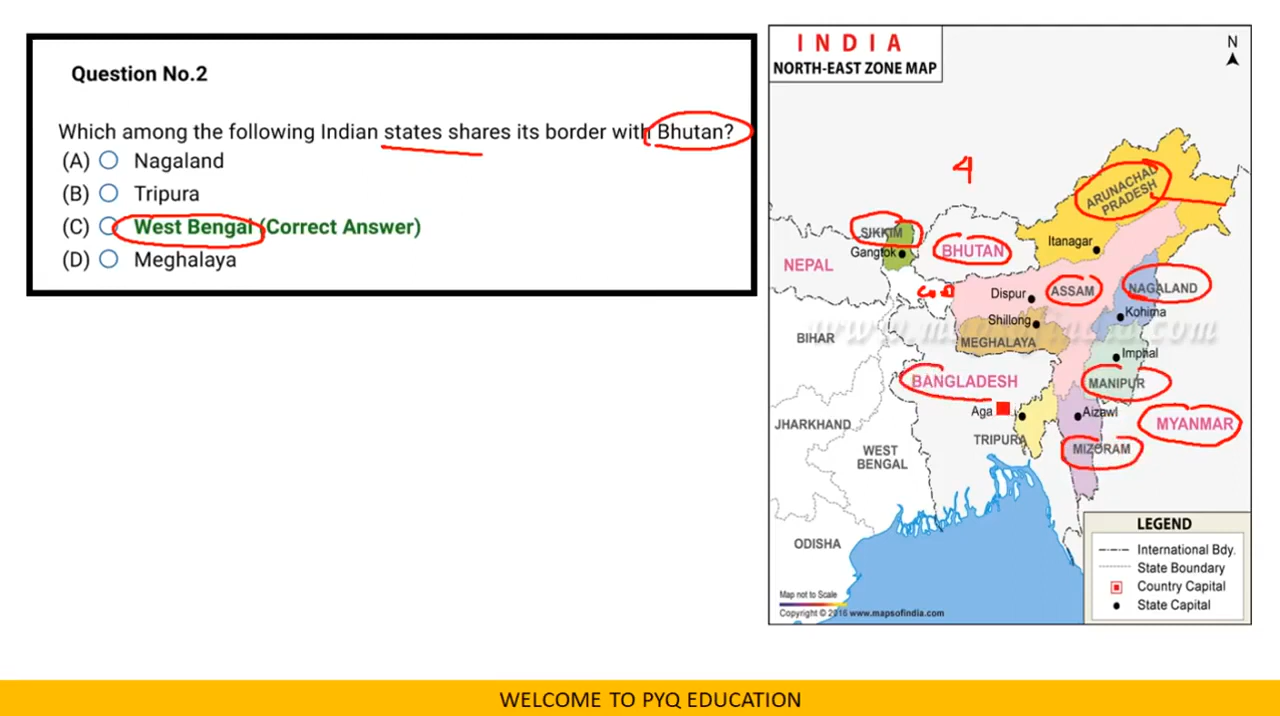 Question No.2
Which among the following Indian states shares its border with Bhutan?
(A) Nagaland
(B) Tripura
(C) West Bengal (Correct Answer)
(D) Meghalaya
INDIA
NORTH-EAST ZONE MAP
N
4
ARUNACHAL
PRADESH
SIKKIM
Gangtok
BHUTAN
Itanagar
NEPAL
Dispur
ASSAM
NAGALAND
Kohima
Shillong
MEGHALAYA
BIHAR
www.mapsofindia.com
Imphal
BANGLADESH
MANIPUR
Aga
Aizawl
JHARKHAND
MYANMAR
TRIPURA
MIZORAM
WEST
BENGAL
ODISHA
LEGEND
International Bdy.
State Boundary
Country Capital
State Capital
Map not to Scale
Copyright © 2016 www.mapsofindia.com
WELCOME TO PYQ EDUCATION